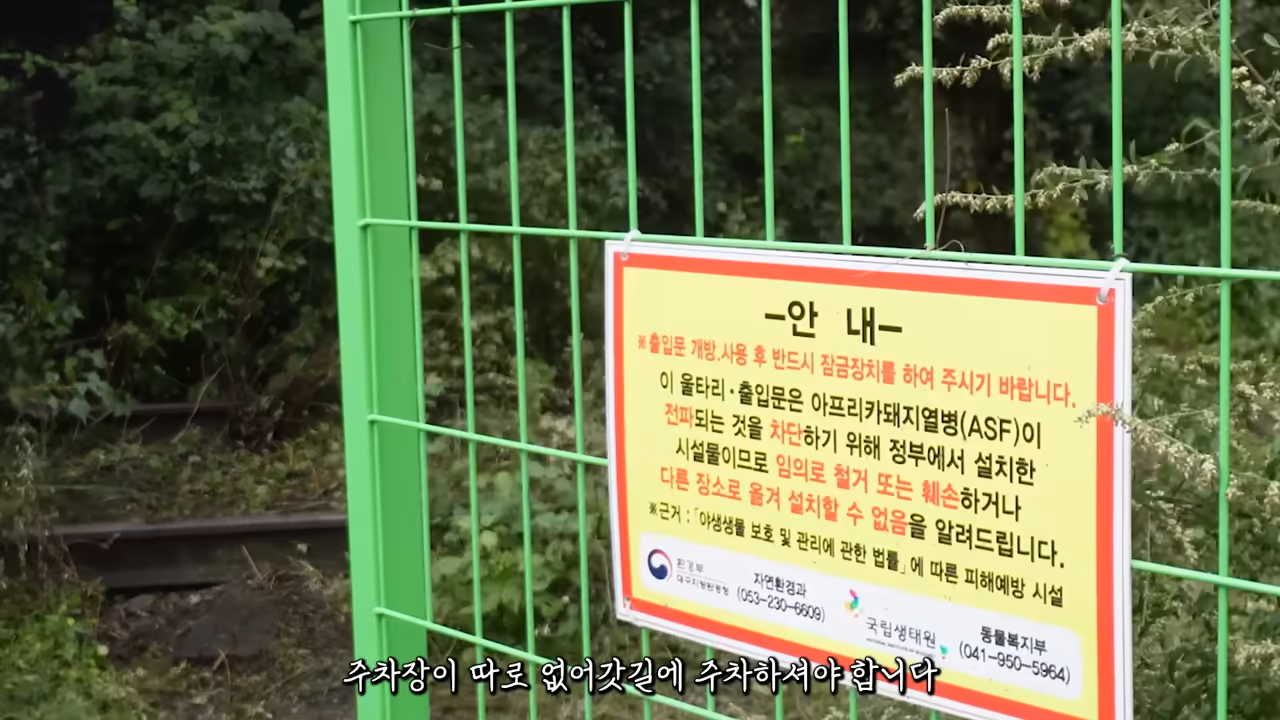 －안 내－
※출입문 개방.사용 후 반드시 잠금장치를 하여 주시기 바랍니다.
이 울타리·출입문은 아프리카돼지열병(ASF)이
전파되는 것을 차단하기 위해 정부에서 설치한
시설물이므로 임의로 철거 또는 훼손하거나
다른 장소로 옮겨 설치할 수 없음을 알려드립니다.
※근거 :「야생생물 보호 및 관리에 관한 법률」에 따른 피해예방 시설
환경부
대구지방환경청
자연환경과
(053-230-6609)
국립생태원
동물복지부
(041-950-5964)
주차장이 따로 없어갓길에 주차하셔야 합니다